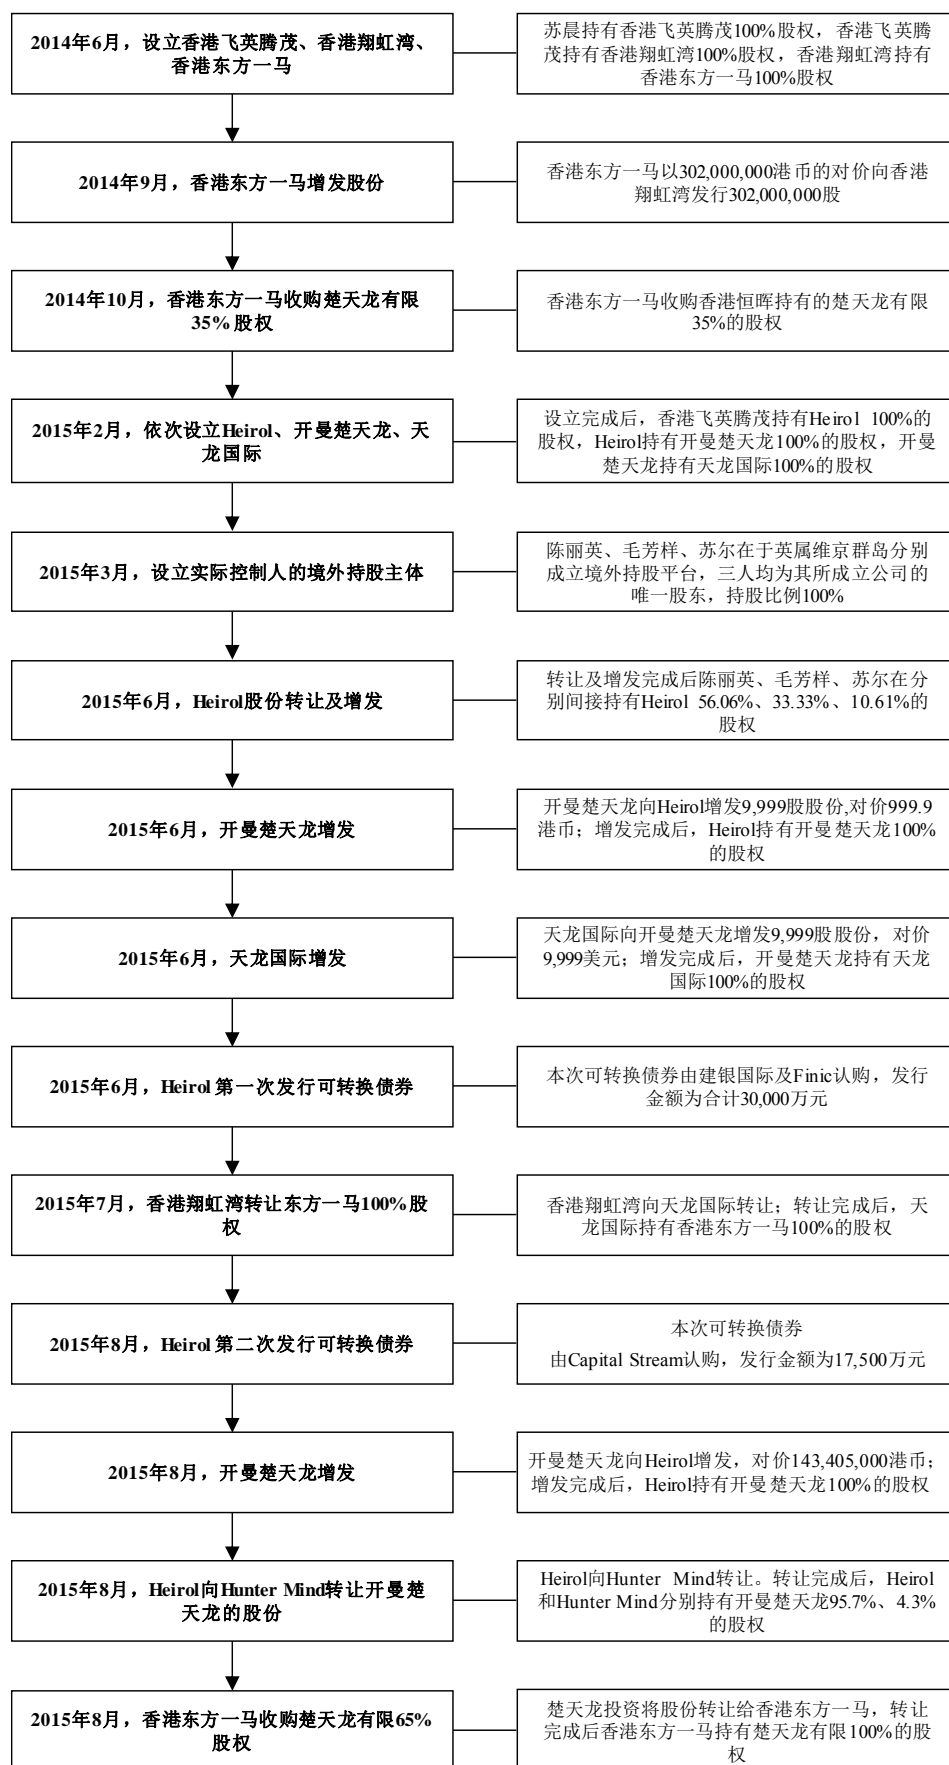 2014年6月，设立香港飞英腾茂、香港翔虹湾、
香港东方一马
苏晨持有香港飞英腾茂100%股权，香港飞英腾
茂持有香港翔虹湾100%股权，香港翔虹湾持有
香港东方一马100%股权
2014年9月，香港东方一马增发股份
香港东方一马以302,000,000港币的对价向香港
翔虹湾发行302,000,000股
2014年10月，香港东方一马收购楚天龙有限
35%股权
香港东方一马收购香港恒晖持有的楚天龙有限
35%的股权
2015年2月，依次设立Heirol、开曼楚天龙、天
龙国际
设立完成后，香港飞英腾茂持有Heirol 100%的
股权，Heirol持有开曼楚天龙100%的股权，开曼
楚天龙持有天龙国际100%的股权
2015年3月，设立实际控制人的境外持股主体
陈丽英、毛芳样、苏尔在于英属维京群岛分别
成立境外持股平台，三人均为其所成立公司的
唯一股东，持股比例100%
2015年6月，Heirol股份转让及增发
转让及增发完成后陈丽英、毛芳样、苏尔在分
别间接持有Heirol 56.06%、33.33%、10.61%的
股权
2015年6月，开曼楚天龙增发
开曼楚天龙向Heirol增发9,999股股份,对价999.9
港币；增发完成后，Heirol持有开曼楚天龙100%
的股权
2015年6月，天龙国际增发
天龙国际向开曼楚天龙增发9,999股股份，对价
9,999美元；增发完成后，开曼楚天龙持有天龙
国际100%的股权
2015年6月，Heirol 第一次发行可转换债券
本次可转换债券由建银国际及Finic认购，发行
金额为合计30,000万元
2015年7月，香港翔虹湾转让东方一马100%股
权
香港翔虹湾向天龙国际转让；转让完成后，天
龙国际持有香港东方一马100%的股权
2015年8月，Heirol 第二次发行可转换债券
本次可转换债券
由Capital Stream认购，发行金额为17,500万元
2015年8月，开曼楚天龙增发
开曼楚天龙向Heirol增发，对价143,405,000港币；
增发完成后，Heirol持有开曼楚天龙100%的股权
2015年8月，Heirol向Hunter Mind转让开曼楚
天龙的股份
Heirol向Hunter Mind转让。转让完成后，Heirol
和Hunter Mind分别持有开曼楚天龙95.7%、4.3%
的股权
2015年8月，香港东方一马收购楚天龙有限65%
股权
楚天龙投资将股份转让给香港东方一马，转让
完成后香港东方一马持有楚天龙有限100%的股
权